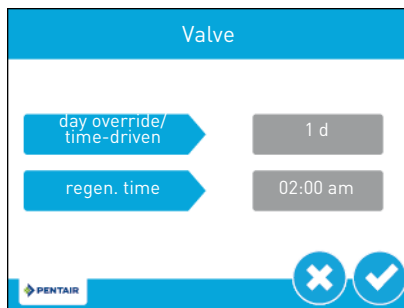 Valve
day override/
time-driven
1 d
regen. time
02:00 am
PENTAIR